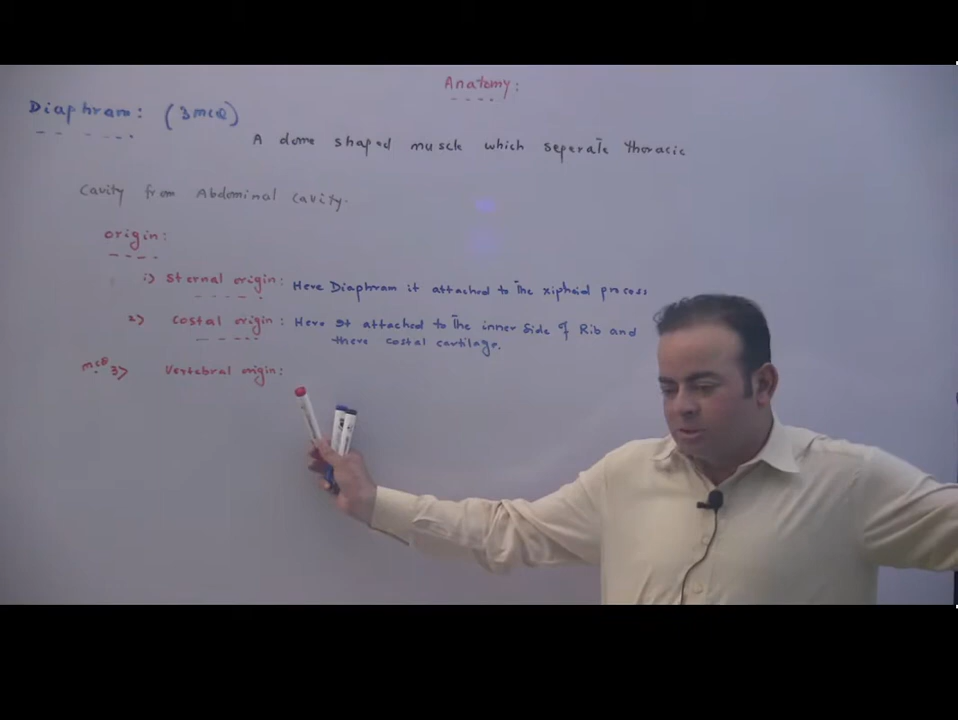 Anatomy:
Diaphram: (3mcQ)
A dome shaped muscle which seperate thoracic
Cavity from Abdominal Cavity.
origin:
1) Sternal origin: Here Diaphram it attached to The xiphoid process
2) Costal origin: Here it attached to The inner side of Rib and
there costal cartilage.
mcQ 3) Vertebral origin: